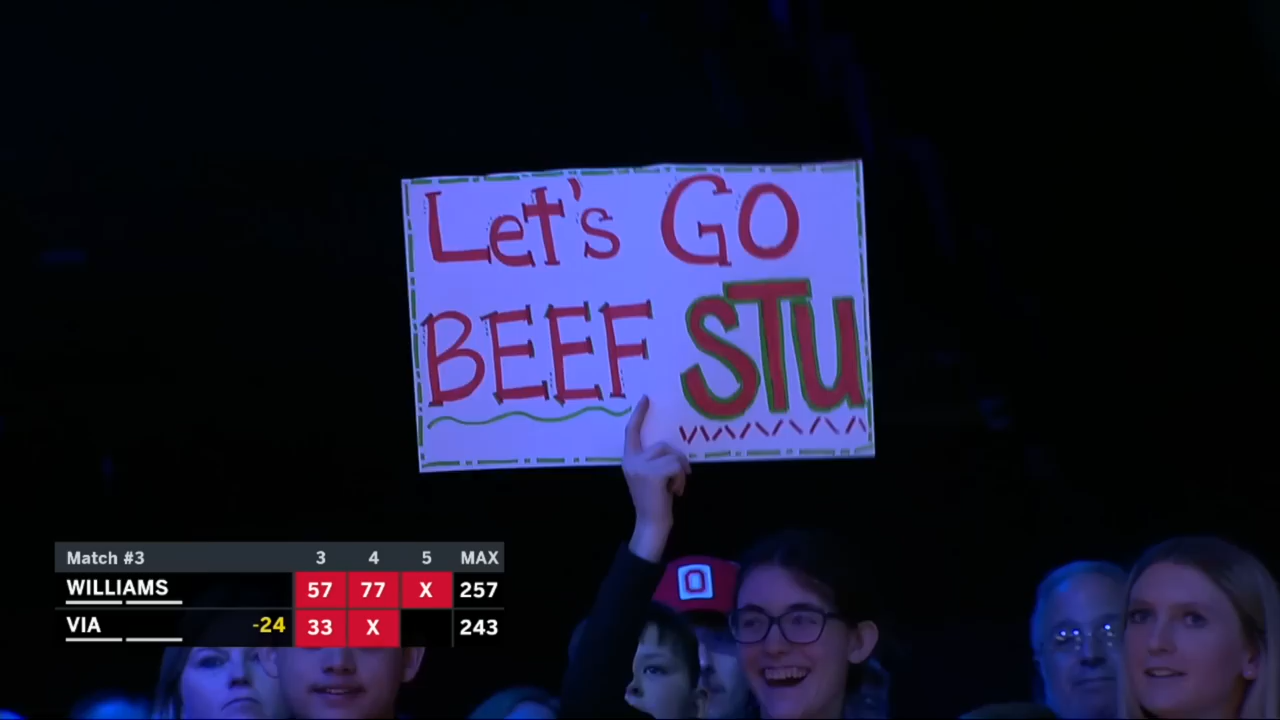 Let's GO
BEEF STU
O
Match #3 3 4 5 MAX
WILLIAMS 57 77 X 257
VIA -24 33 X 243